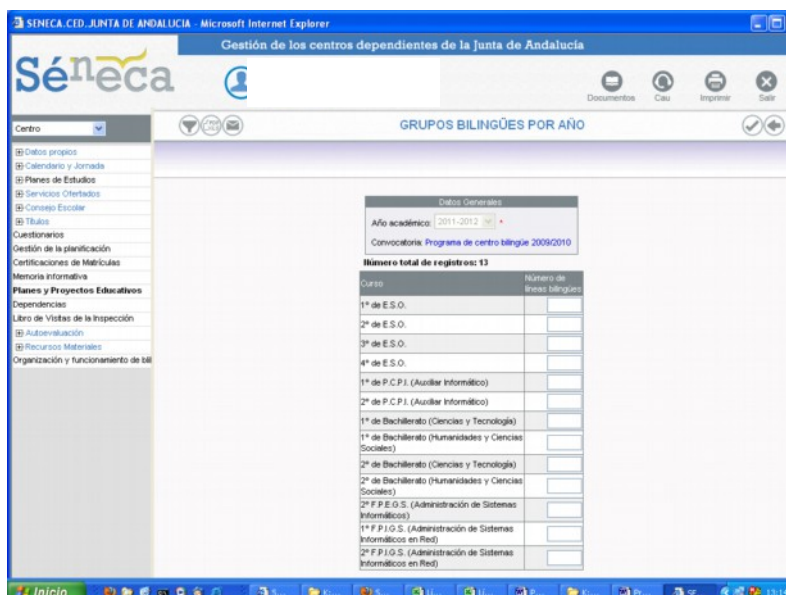 SENECA.CED.JUNTA DE ANDALUCIA - Microsoft Internet Explorer
Gestión de los centros dependientes de la Junta de Andalucía
Séneca
Documentos Cau Imprimir Salir
Centro
GRUPOS BILINGÜES POR AÑO
Datos propios
Calendario y Jornada
Planes de Estudios
Servicios Ofertados
Consejo Escolar
Títulos
Cuestionarios
Gestión de la planificación
Certificaciones de Matrículas
Memoria informativa
Planes y Proyectos Educativos
Dependencias
Libro de Visitas de la Inspección
Autoevaluación
Recursos Materiales
Organización y funcionamiento de bil
Datos Generales
Año académico: 2011-2012 *
Convocatoria: Programa de centro bilingüe 2009/2010
Número total de registros: 13
Curso Número de
líneas bilingües
1º de E.S.O.
2º de E.S.O.
3º de E.S.O.
4º de E.S.O.
1º de P.C.P.I. (Auxiliar Informático)
2º de P.C.P.I. (Auxiliar Informático)
1º de Bachillerato (Ciencias y Tecnología)
1º de Bachillerato (Humanidades y Ciencias
Sociales)
2º de Bachillerato (Ciencias y Tecnología)
2º de Bachillerato (Humanidades y Ciencias
Sociales)
2º F.P.E.G.S. (Administración de Sistemas
Informáticos)
1º F.P.I.G.S. (Administración de Sistemas
Informáticos en Red)
2º F.P.I.G.S. (Administración de Sistemas
Informáticos en Red)
Inicio